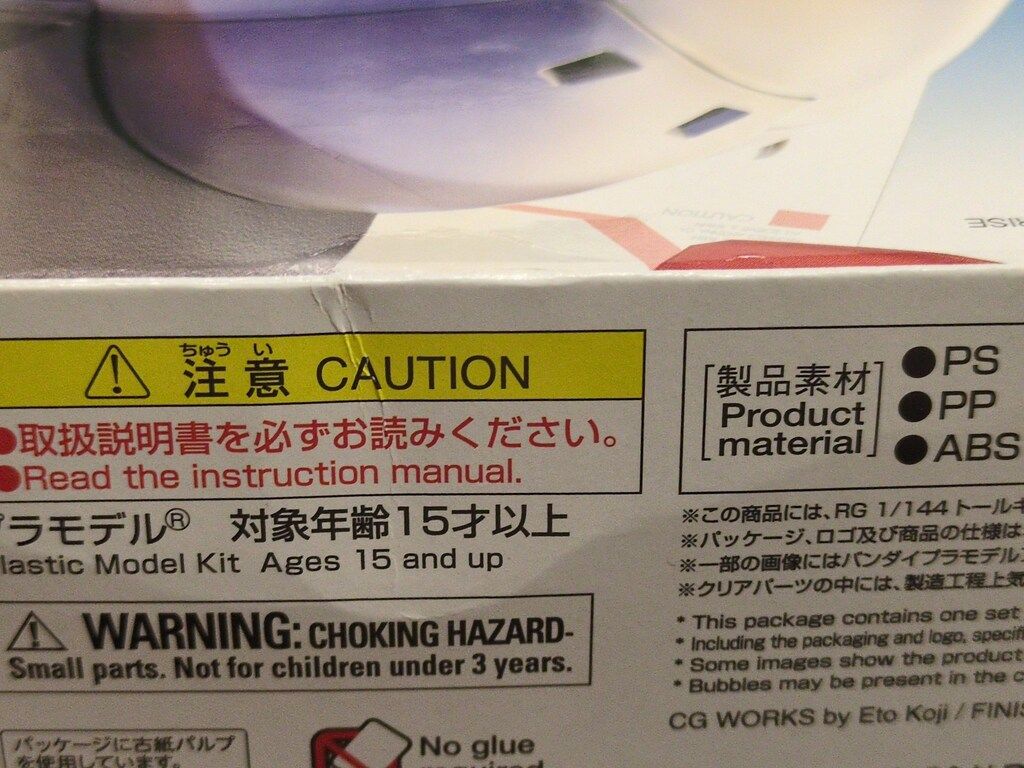 注意 CAUTION
ちゅう い
●取扱説明書を必ずお読みください。
●Read the instruction manual.
プラモデル® 対象年齢15才以上
lastic Model Kit Ages 15 and up
WARNING: CHOKING HAZARD-
Small parts. Not for children under 3 years.
パッケージに古紙パルプ
を使用しています。
No glue
required
[製品素材
Product
material]
●PS
●PP
●ABS
※この商品には、RG 1/144 トールギ
※パッケージ、ロゴ及び商品の仕様は
※一部の画像にはバンダイプラモデル
※クリアパーツの中には、製造工程上気
* This package contains one set
* Including the packaging and logo, specifi
* Some images show the product
* Bubbles may be present in the c
CG WORKS by Eto Koji / FINIS
CAUTION
RISE